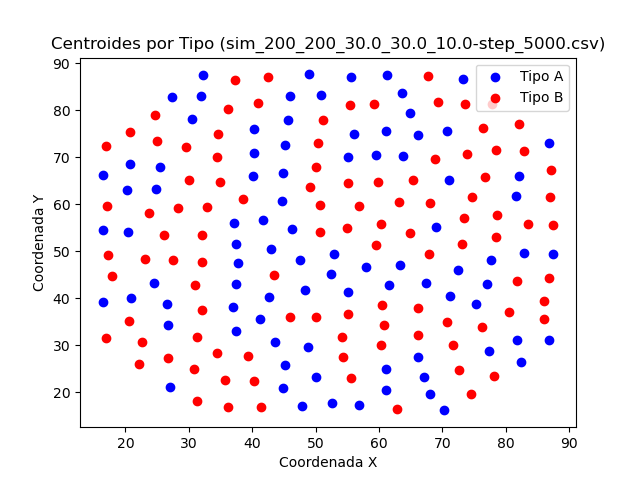 Centroides por Tipo (sim_200_200_30.0_30.0_10.0-step_5000.csv)
90
80
70
60
50
40
30
20
Coordenada Y
Tipo A
Tipo B
20 30 40 50 60 70 80 90
Coordenada X